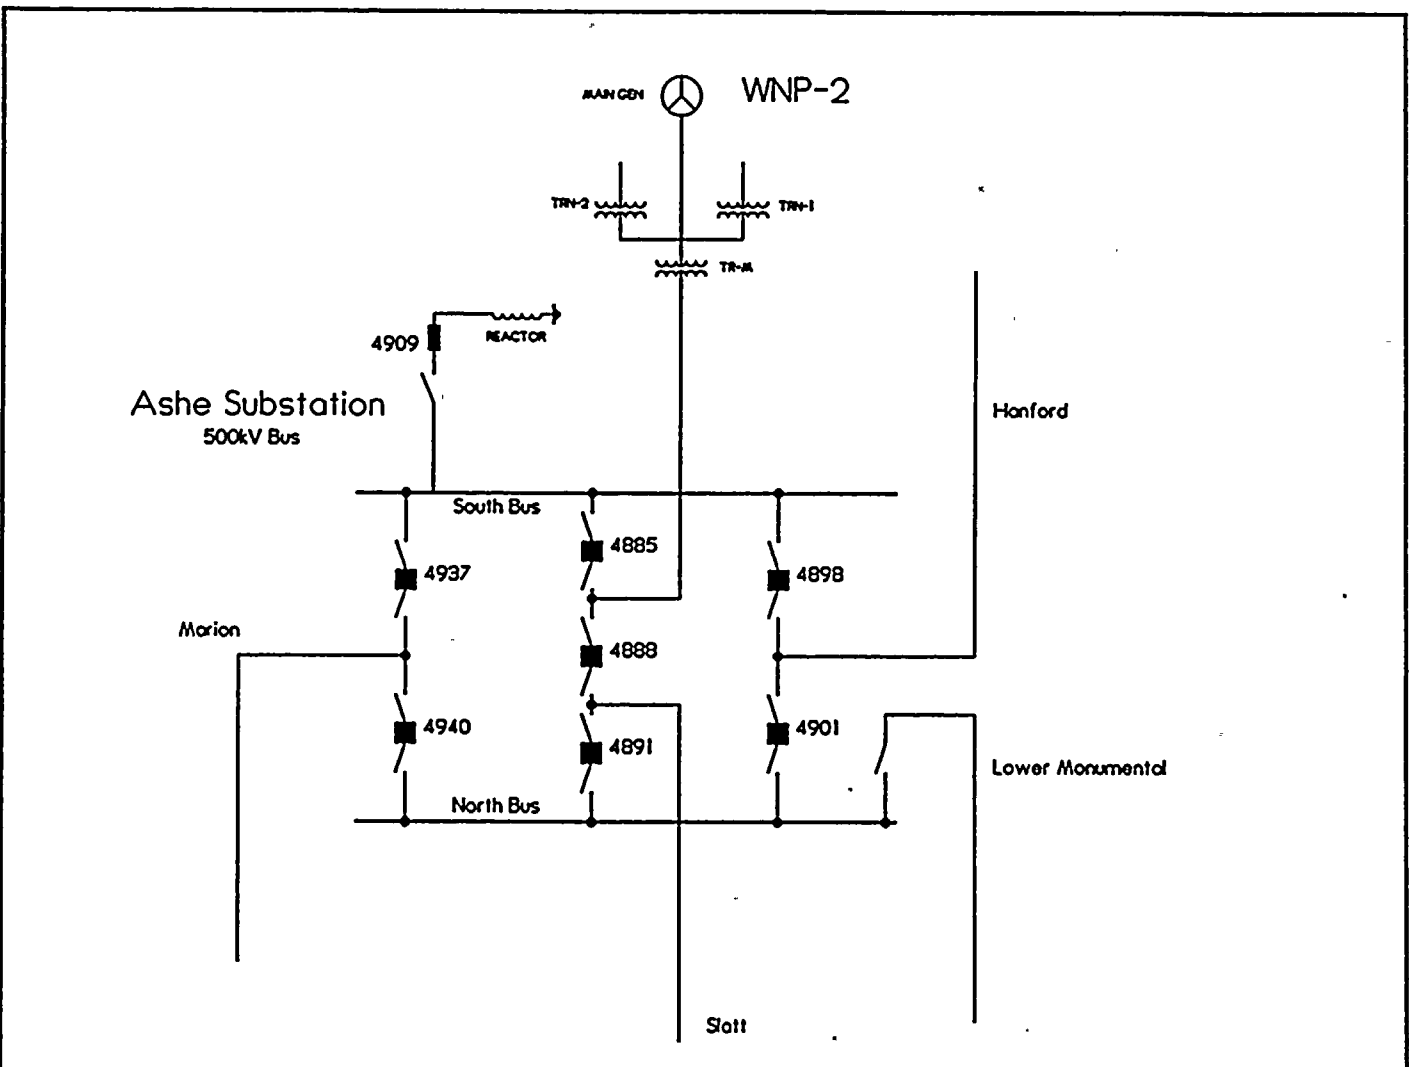 MAIN GEN
WNP-2
TRN-2
TRN-1
TR-M
4909
REACTOR
Ashe Substation
500kV Bus
Hanford
South Bus
4885
4937
4898
Marion
4888
4940
4891
4901
Lower Monumental
North Bus
Slatt